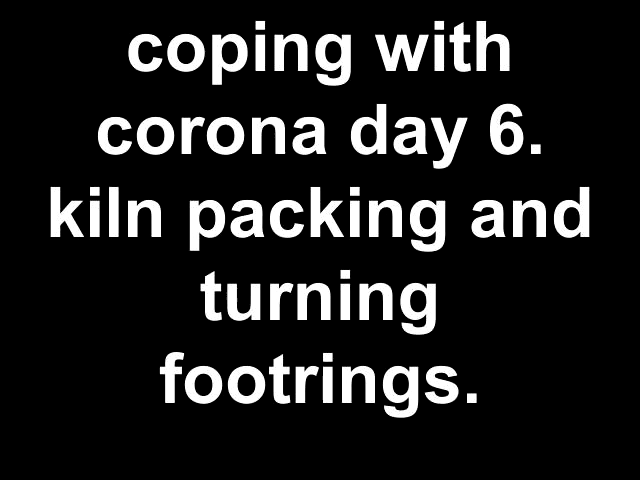 coping with
corona day 6.
kiln packing and
turning
footrings.